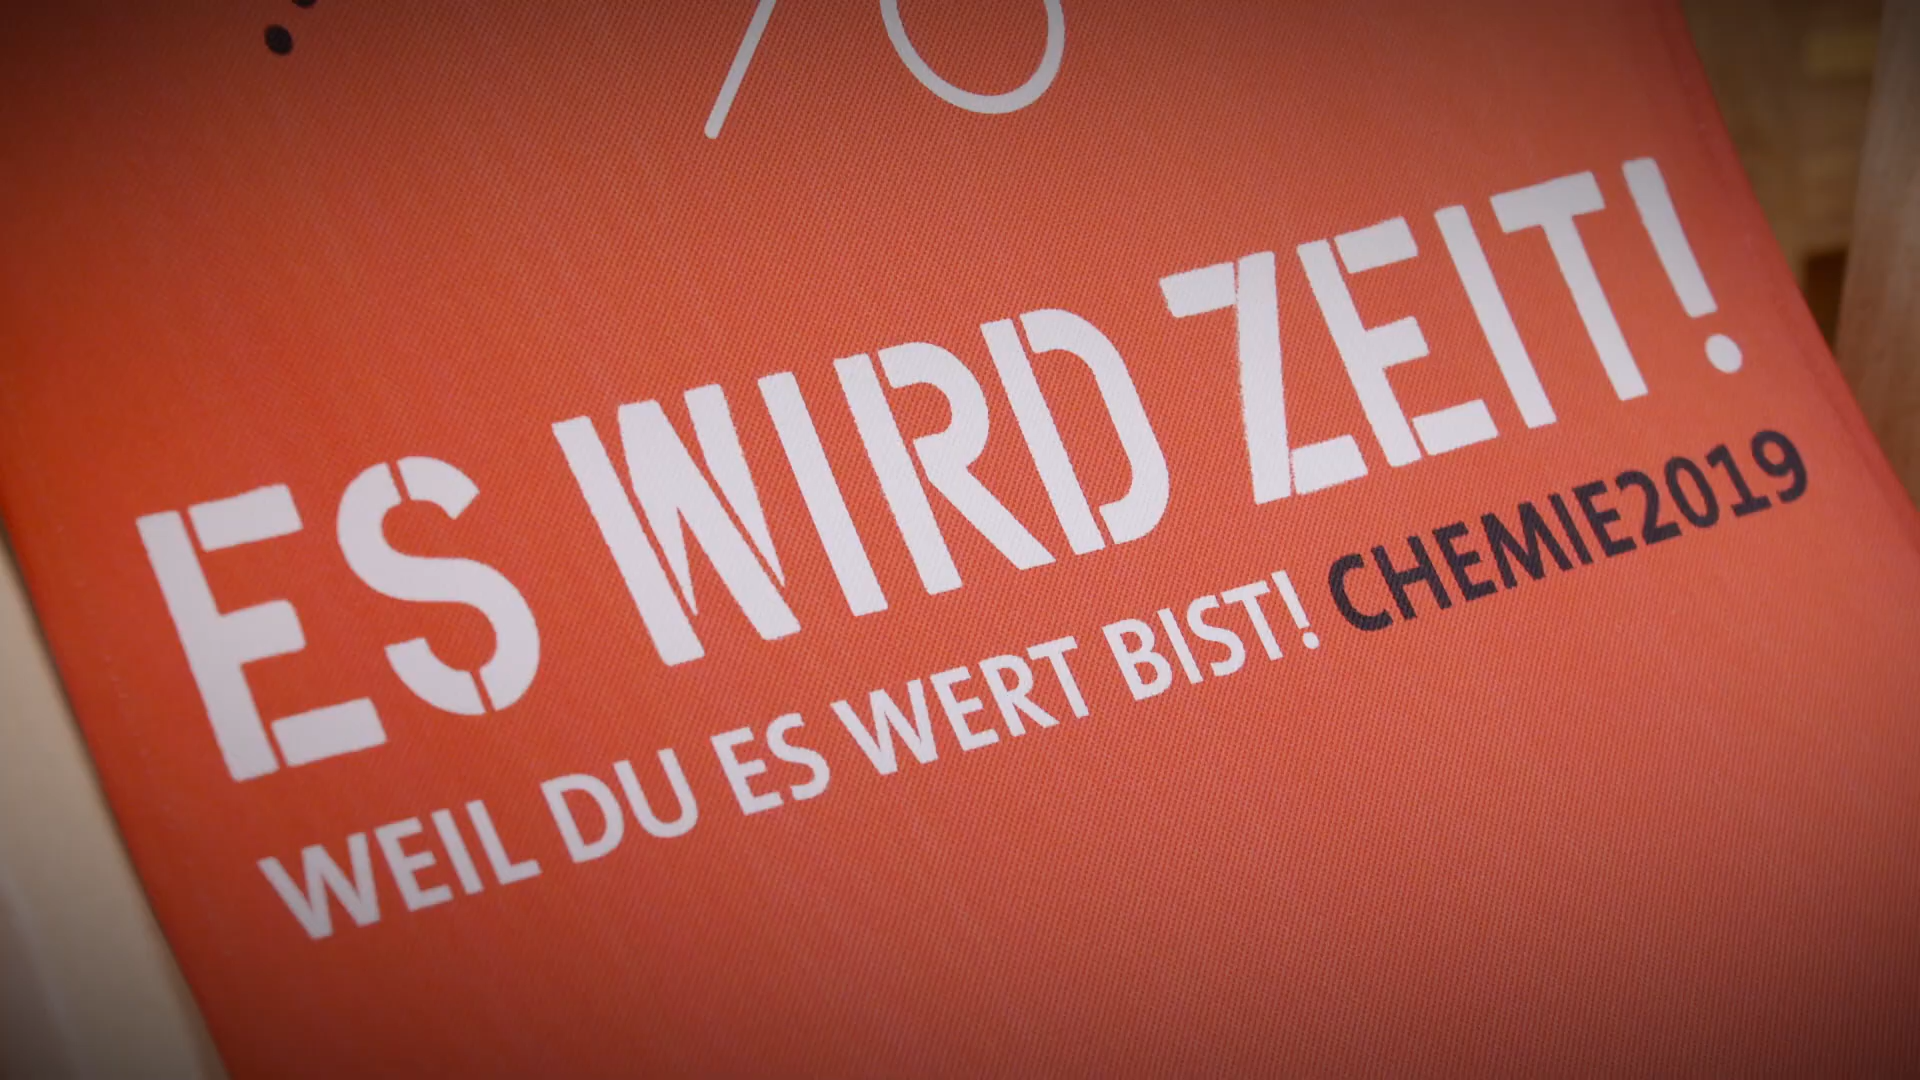 %
ES WIRD ZEIT!
WEIL DU ES WERT BIST! CHEMIE2019